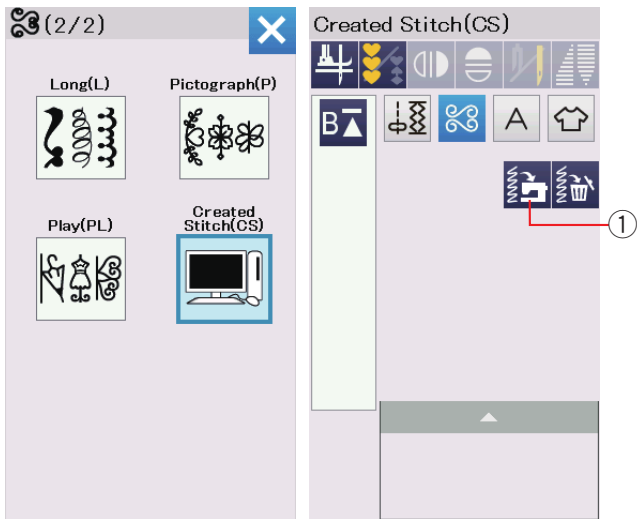 (2/2)
Long(L)
Pictograph(P)
Play(PL)
Created
Stitch(CS)
Created Stitch(CS)
B
A
1